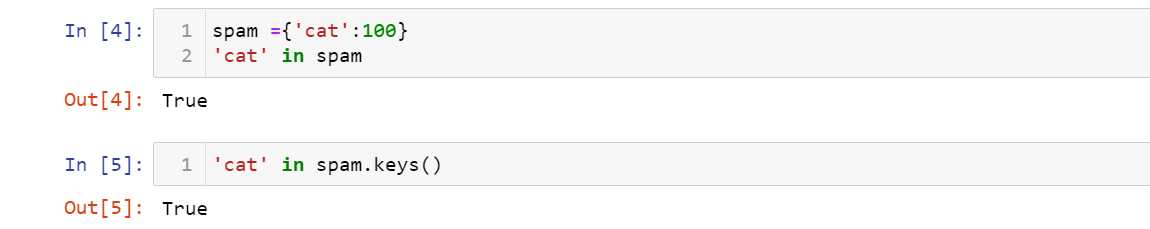 In [4]: 1 spam ={'cat':100}
2 'cat' in spam
Out[4]: True
In [5]: 1 'cat' in spam.keys()
Out[5]: True